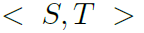 < S, T >